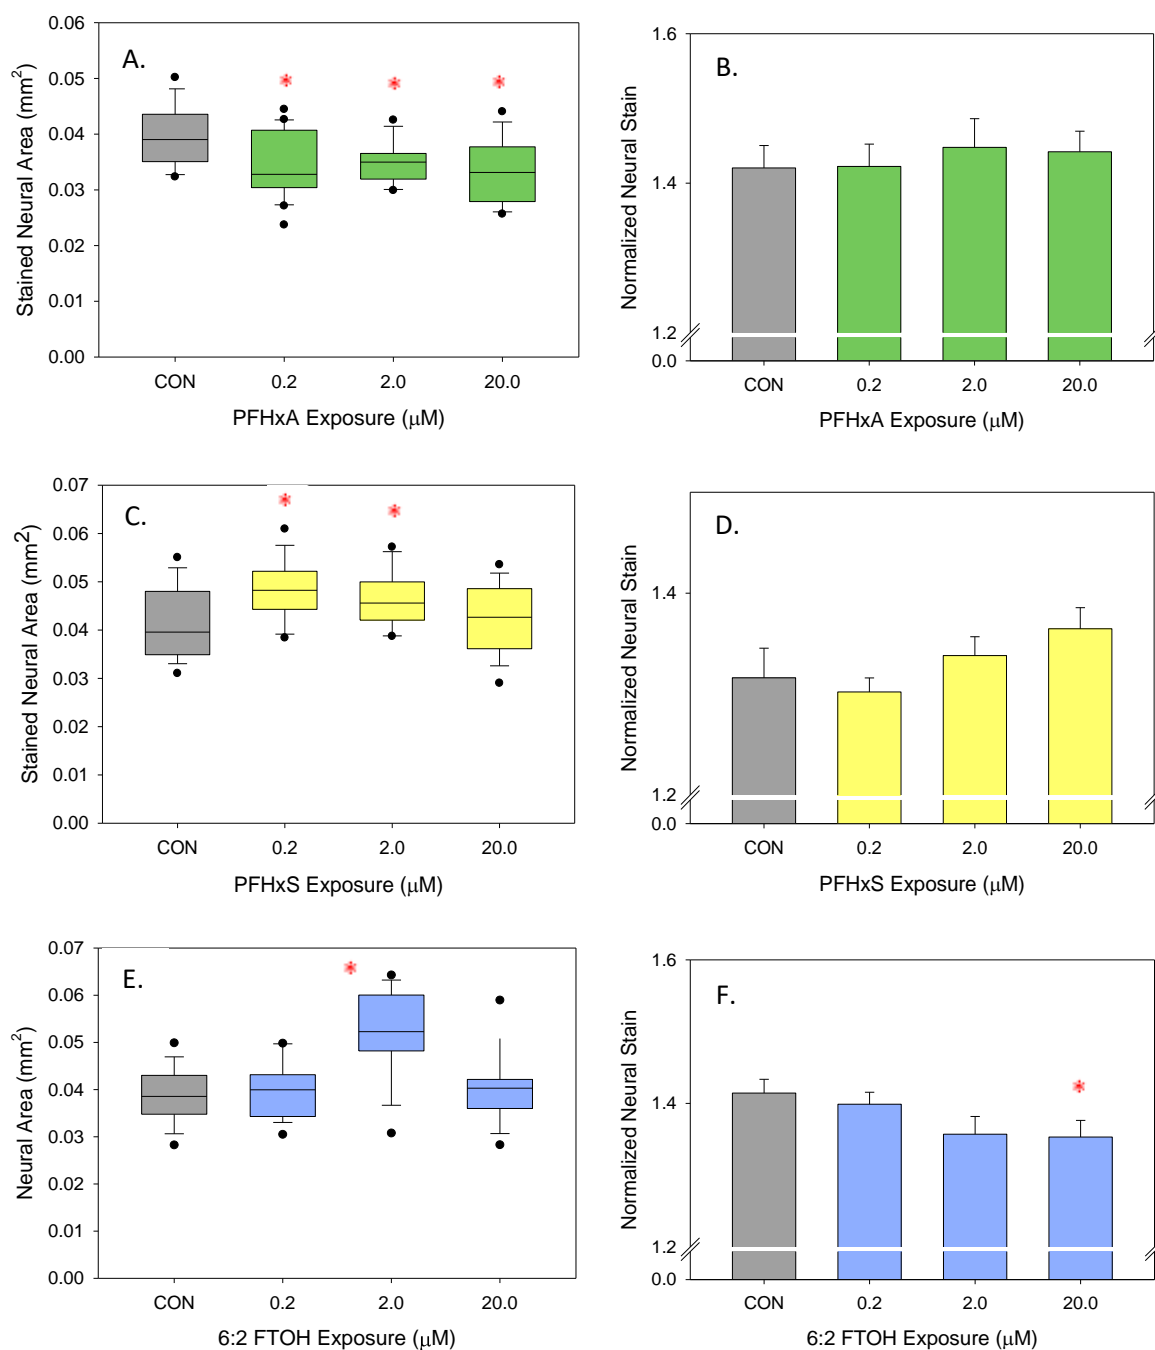 A.
Stained Neural Area (mm2)
0.06
0.05
0.04
0.03
0.02
0.01
0.00
CON 0.2 2.0 20.0
PFHxA Exposure (μM)
B.
Normalized Neural Stain
1.6
1.4
1.2
0.0
CON 0.2 2.0 20.0
PFHxA Exposure (μM)
C.
Stained Neural Area (mm2)
0.07
0.06
0.05
0.04
0.03
0.02
0.01
0.00
CON 0.2 2.0 20.0
PFHxS Exposure (μM)
D.
Normalized Neural Stain
1.4
1.2
0.0
CON 0.2 2.0 20.0
PFHxS Exposure (μM)
E.
Neural Area (mm2)
0.07
0.06
0.05
0.04
0.03
0.02
0.01
0.00
CON 0.2 2.0 20.0
6:2 FTOH Exposure (μM)
F.
Normalized Neural Stain
1.6
1.4
1.2
0.0
CON 0.2 2.0 20.0
6:2 FTOH Exposure (μM)